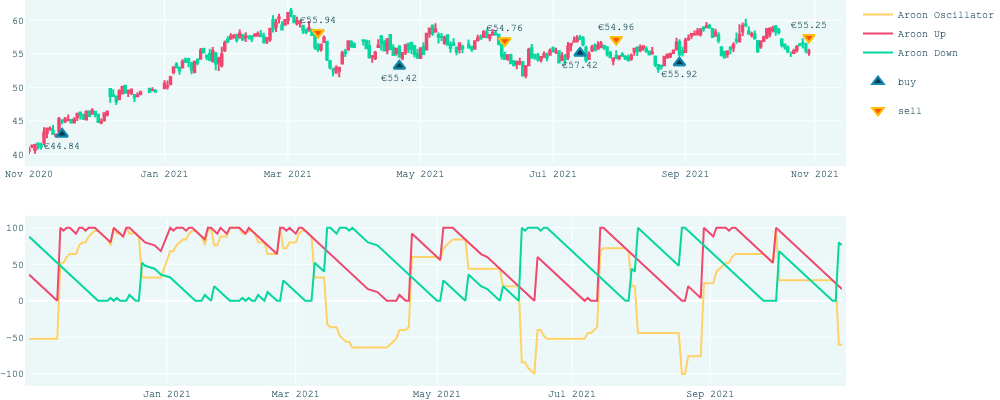 60
55
50
45
40
€44.84
€55.94
€55.42
€54.76
€57.42
€54.96
€55.92
€55.25
Nov 2020
Jan 2021
Mar 2021
May 2021
Jul 2021
Sep 2021
Nov 2021
Aroon Oscillator
Aroon Up
Aroon Down
buy
sell
100
50
0
−50
−100
Jan 2021
Mar 2021
May 2021
Jul 2021
Sep 2021